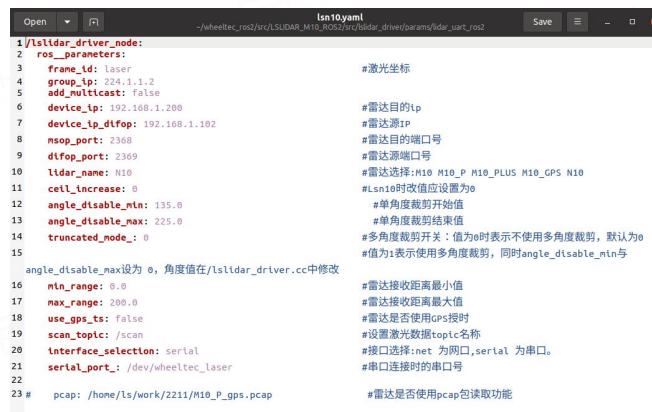 Open
lsn10.yaml
~/wheeltec_ros2/src/LSLIDAR_M10_ROS2/src/lslidar_driver/params/lidar_uart_ros2
Save
1 /lslidar_driver_node:
2 ros__parameters:
3 frame_id: laser #激光坐标
4 group_ip: 224.1.1.2
5 add_multicast: false
6 device_ip: 192.168.1.200 #雷达目的ip
7 device_ip_difop: 192.168.1.102 #雷达源IP
8 msop_port: 2368 #雷达目的端口号
9 difop_port: 2369 #雷达源端口号
10 lidar_name: N10 #雷达选择:M10 M10_P M10_PLUS M10_GPS N10
11 ceil_increase: 0 #Lsn10时改值应设置为0
12 angle_disable_min: 135.0 #单角度裁剪开始值
13 angle_disable_max: 225.0 #单角度裁剪结束值
14 truncated_mode_: 0 #多角度裁剪开关：值为0时表示不使用多角度裁剪，默认为0
15 #值为1表示使用多角度裁剪，同时angle_disable_min与
angle_disable_max设为 0，角度值在/lslidar_driver.cc中修改
16 min_range: 0.0 #雷达接收距离最小值
17 max_range: 200.0 #雷达接收距离最大值
18 use_gps_ts: false #雷达是否使用GPS授时
19 scan_topic: /scan #设置激光数据topic名称
20 interface_selection: serial #接口选择:net 为网口,serial 为串口。
21 serial_port_: /dev/wheeltec_laser #串口连接时的串口号
22
23 # pcap: /home/ls/work/2211/M10_P_gps.pcap #雷达是否使用pcap包读取功能